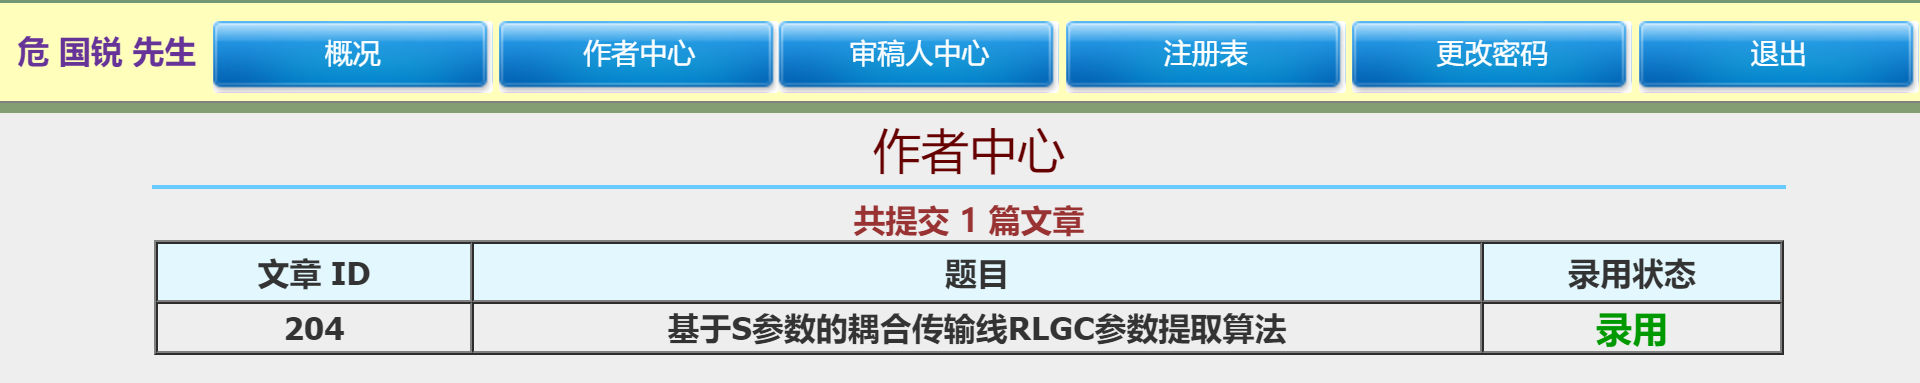 危 国锐 先生 概况 作者中心 审稿人中心 注册表 更改密码 退出
作者中心
共提交 1 篇文章
文章 ID 题目 录用状态
204 基于S参数的耦合传输线RLGC参数提取算法 录用